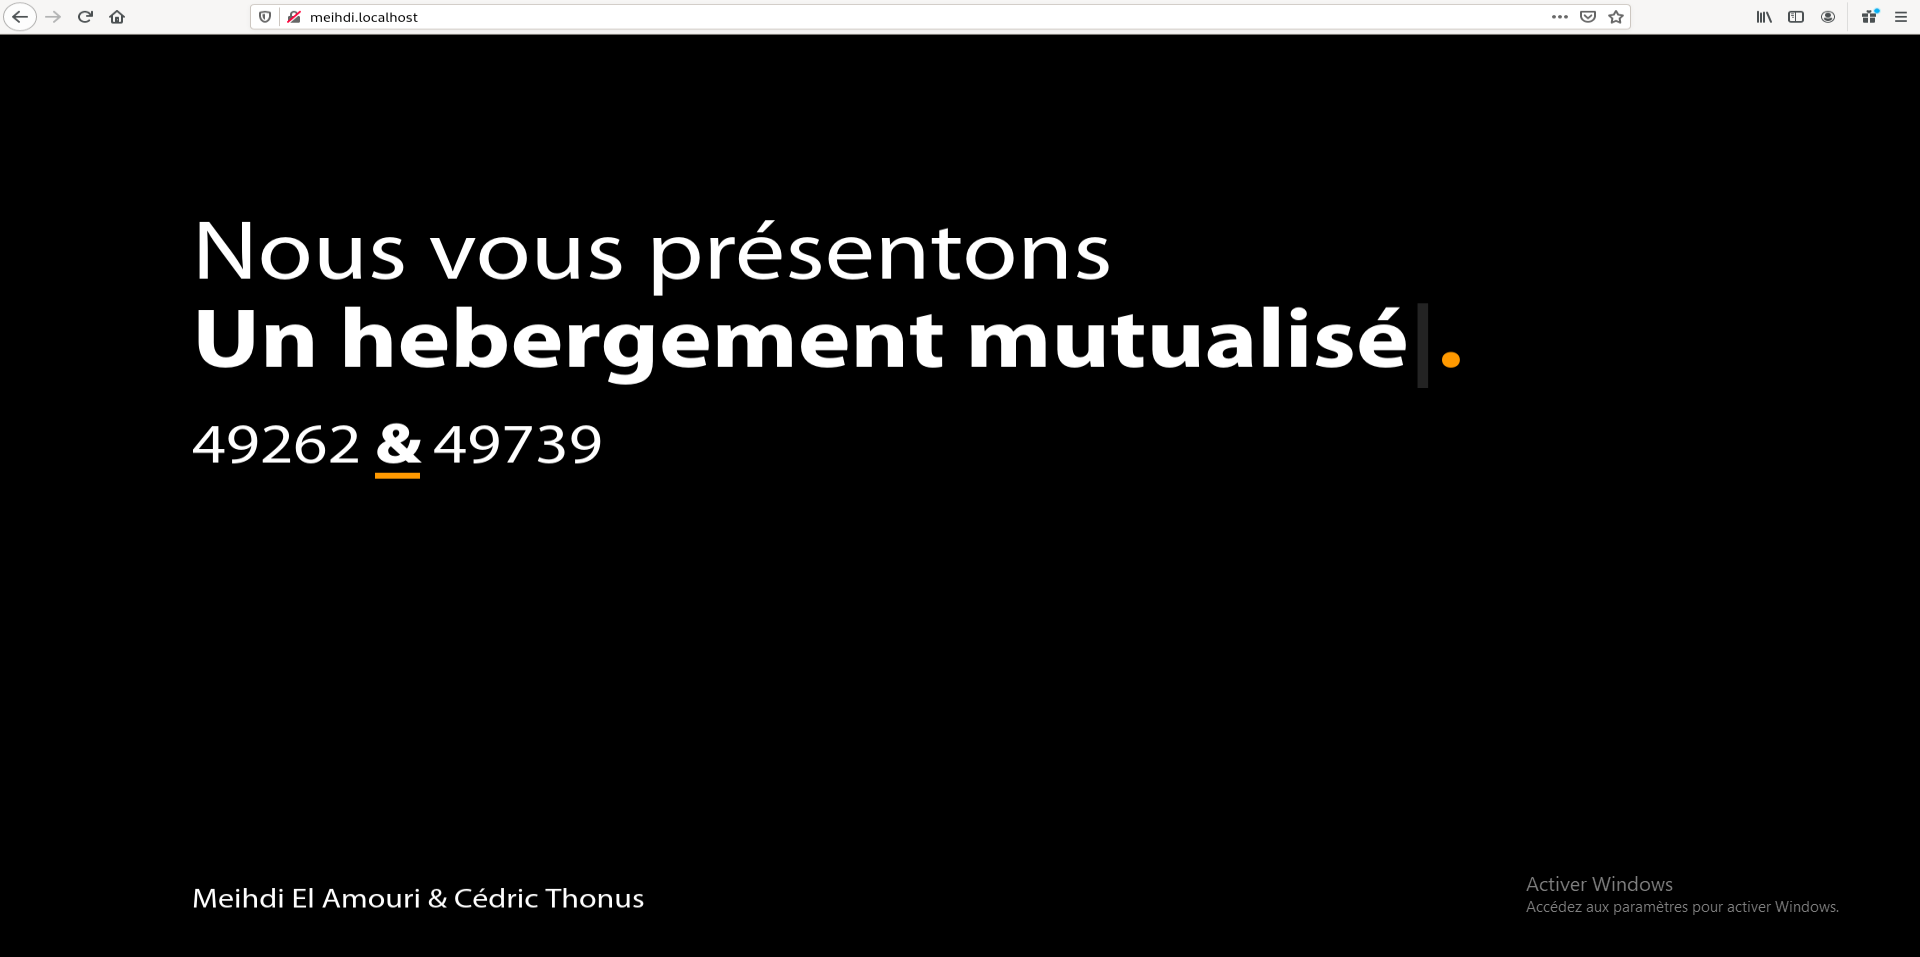 meihdi.localhost
Nous vous présentons
Un hebergement mutualisé|.
49262 & 49739
Meihdi El Amouri & Cédric Thonus
Activer Windows
Accédez aux paramètres pour activer Windows.